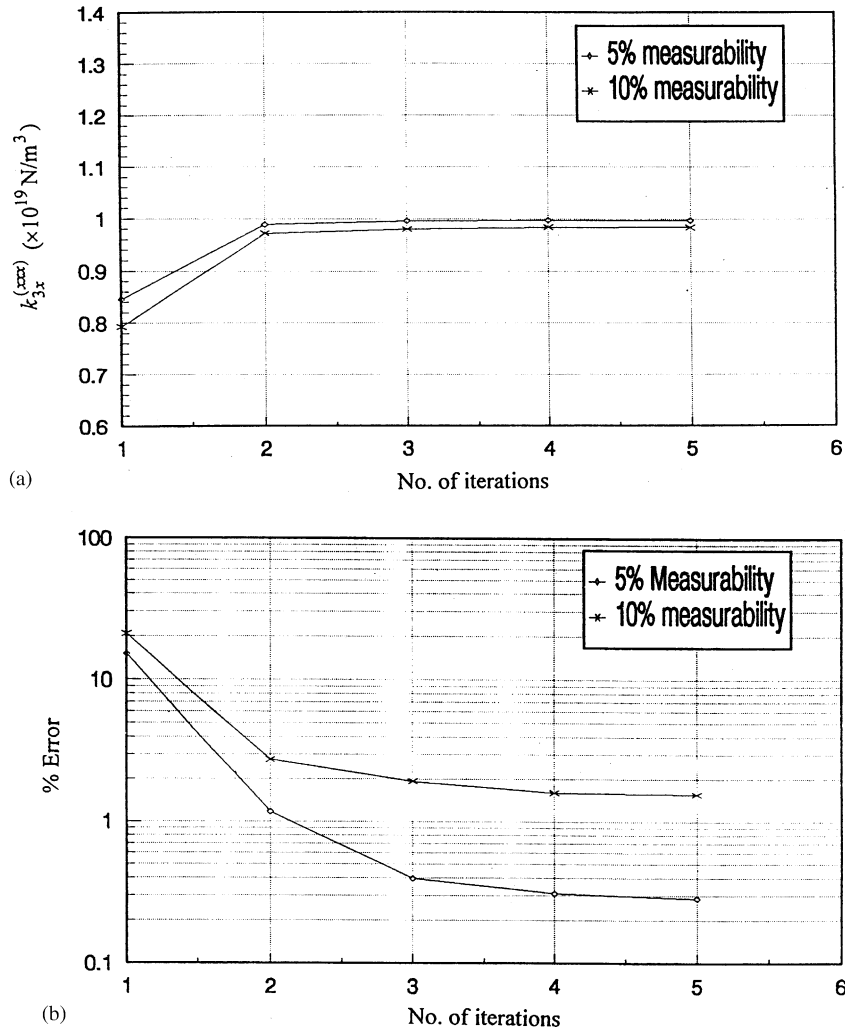 1.4
1.3
1.2
1.1
1
0.9
0.8
0.7
0.6
k_{3x}^{(xxx)} (×10^{19} N/m^3)
5% measurability
10% measurability
1 2 3 4 5 6
No. of iterations
(a)
100
10
1
0.1
% Error
5% Measurability
10% measurability
1 2 3 4 5 6
No. of iterations
(b)